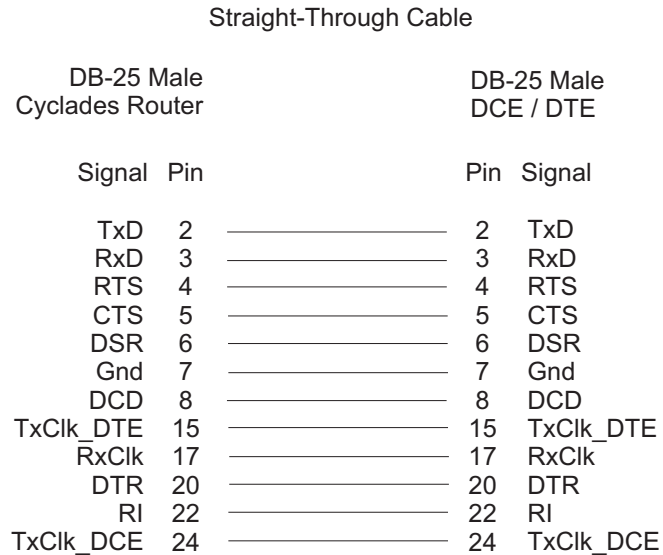 Straight-Through Cable
DB-25 Male DB-25 Male
Cyclades Router DCE / DTE
Signal Pin Pin Signal
TxD 2 2 TxD
RxD 3 3 RxD
RTS 4 4 RTS
CTS 5 5 CTS
DSR 6 6 DSR
Gnd 7 7 Gnd
DCD 8 8 DCD
TxClk_DTE 15 15 TxClk_DTE
RxClk 17 17 RxClk
DTR 20 20 DTR
RI 22 22 RI
TxClk_DCE 24 24 TxClk_DCE